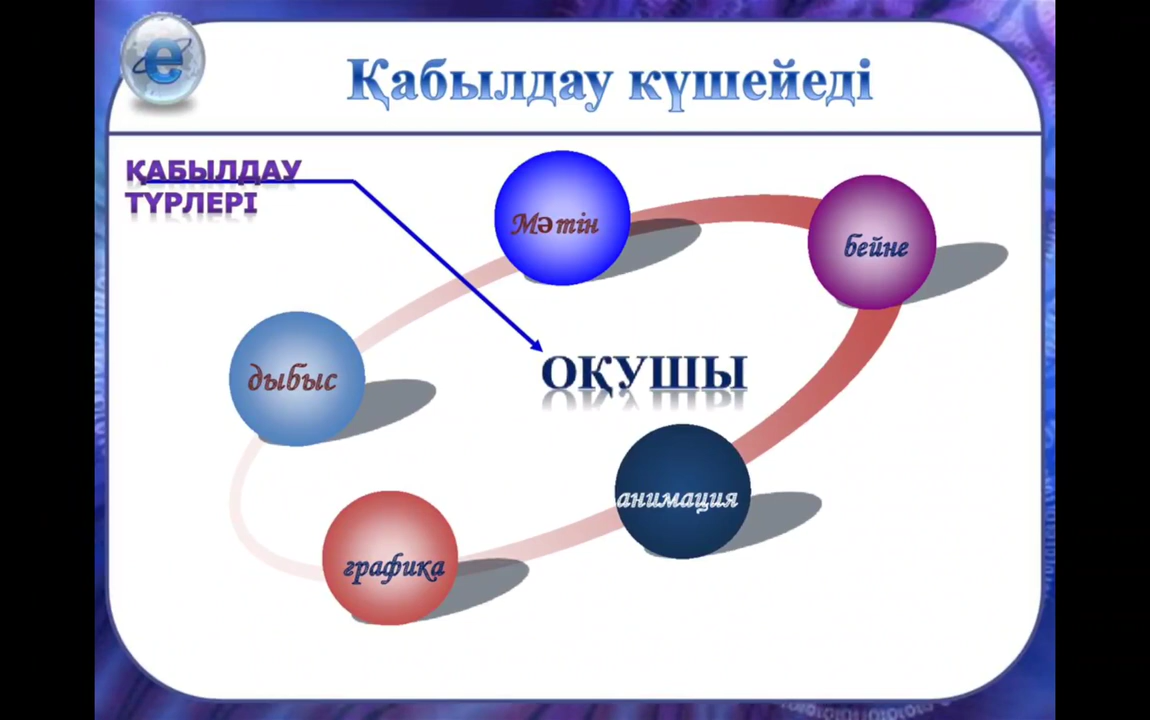 Қабылдау күшейеді
ҚАБЫЛДАУ
ТҮРЛЕРІ
Мәтін
бейне
дыбыс
ОҚУШЫ
анимация
графика